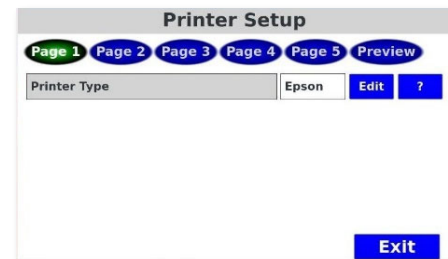 Printer Setup
Page 1 Page 2 Page 3 Page 4 Page 5 Preview
Printer Type Epson Edit ?
Exit